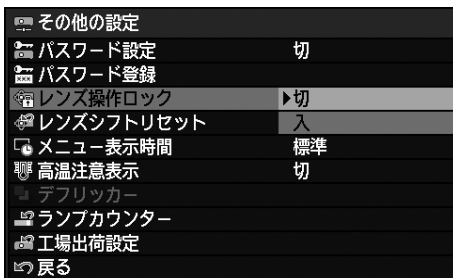 その他の設定
パスワード設定 切
パスワード登録
レンズ操作ロック ▶切
レンズシフトリセット 入
メニュー表示時間 標準
高温注意表示 切
デフリッカー
ランプカウンター
工場出荷設定
戻る